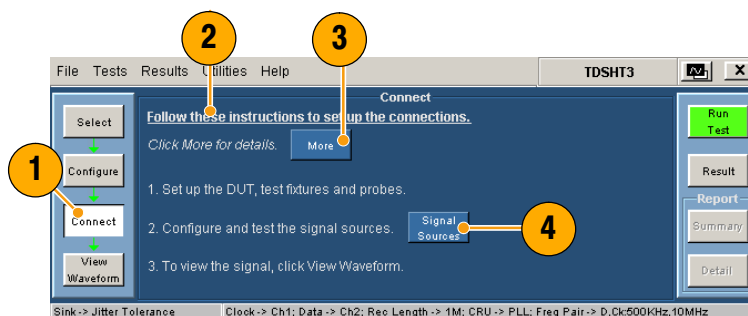 2
3
File Tests Results Utilities Help
TDSHT3
X
Connect
Select
Follow these instructions to set up the connections.
Run
Test
Click More for details.
More
1
Configure
Result
1. Set up the DUT, test fixtures and probes.
Report
Connect
2. Configure and test the signal sources.
Signal
Sources
4
Summary
View
Waveform
3. To view the signal, click View Waveform.
Detail
Sink-> Jitter Tolerance
Clock-> Ch1; Data-> Ch2; Rec Length-> 1M; CRU-> PLL; Freq Pair-> D,Ck:500KHz,10MHz